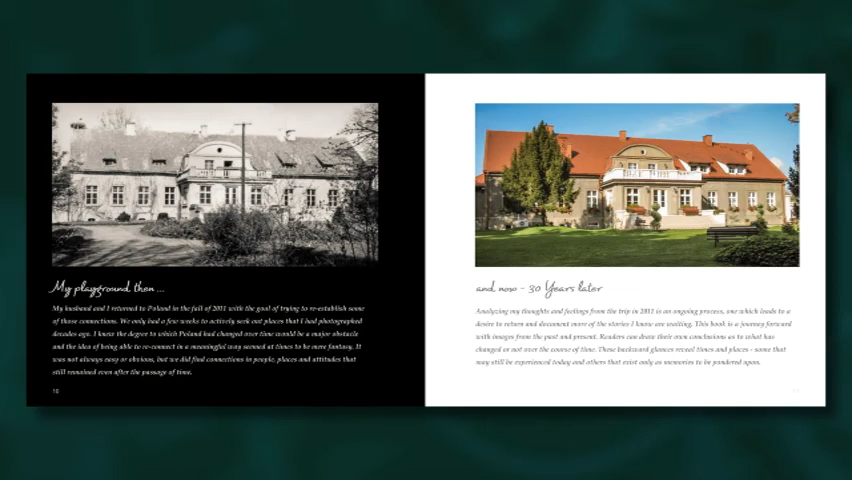 My playground then ...
My husband and I returned to Poland in the fall of 2011 with the goal of trying to re-establish some
of those connections. We only had a few weeks to actively seek out places that I had photographed
decades ago. I knew the degree to which Poland had changed over time would be a major obstacle
and the idea of being able to re-connect in a meaningful way seemed at times to be mere fantasy. It
was not always easy or obvious, but we did find connections in people, places and attitudes that
still remained even after the passage of time.
10
and now - 30 Years later
Analyzing my thoughts and feelings from the trip in 2011 is an ongoing process, one which leads to a
desire to return and document more of the stories I know are waiting. This book is a journey forward
with images from the past and present. Readers can draw their own conclusions as to what has
changed or not over the course of time. These backward glances reveal times and places - some that
may still be experienced today and others that exist only as memories to be pondered upon.